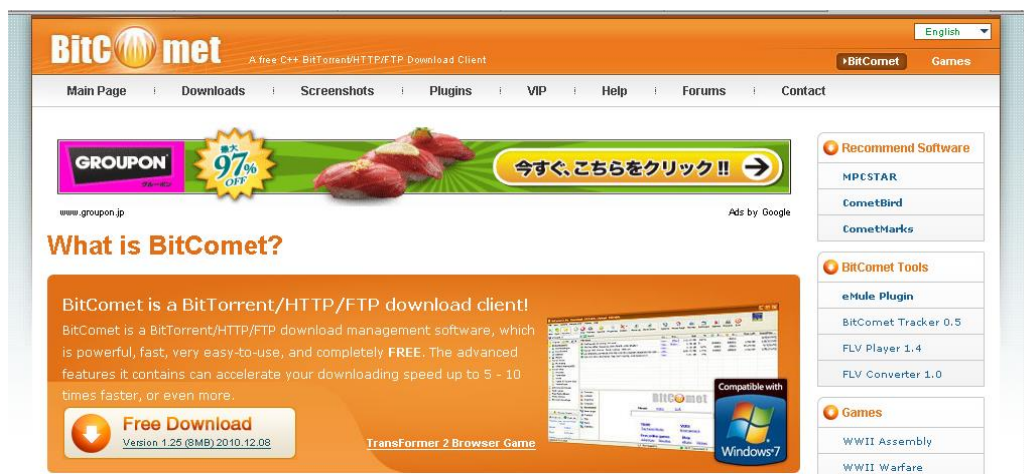 BitComet
A free C++ BitTorrent/HTTP/FTP Download Client
English
BitComet
Games
Main Page
Downloads
Screenshots
Plugins
VIP
Help
Forums
Contact
GROUPON
グルーポン
最大
97%
OFF
今すぐ、こちらをクリック!!
www.groupon.jp
Ads by Google
What is BitComet?
BitComet is a BitTorrent/HTTP/FTP download client!
BitComet is a BitTorrent/HTTP/FTP download management software, which
is powerful, fast, very easy-to-use, and completely FREE. The advanced
features it contains can accelerate your downloading speed up to 5 - 10
times faster, or even more.
Free Download
Version 1.25 (8MB) 2010.12.08
TransFormer 2 Browser Game
BitComet
Compatible with
Windows 7
Recommend Software
MPCSTAR
CometBird
CometMarks
BitComet Tools
eMule Plugin
BitComet Tracker 0.5
FLV Player 1.4
FLV Converter 1.0
Games
WWII Assembly
WWII Warfare